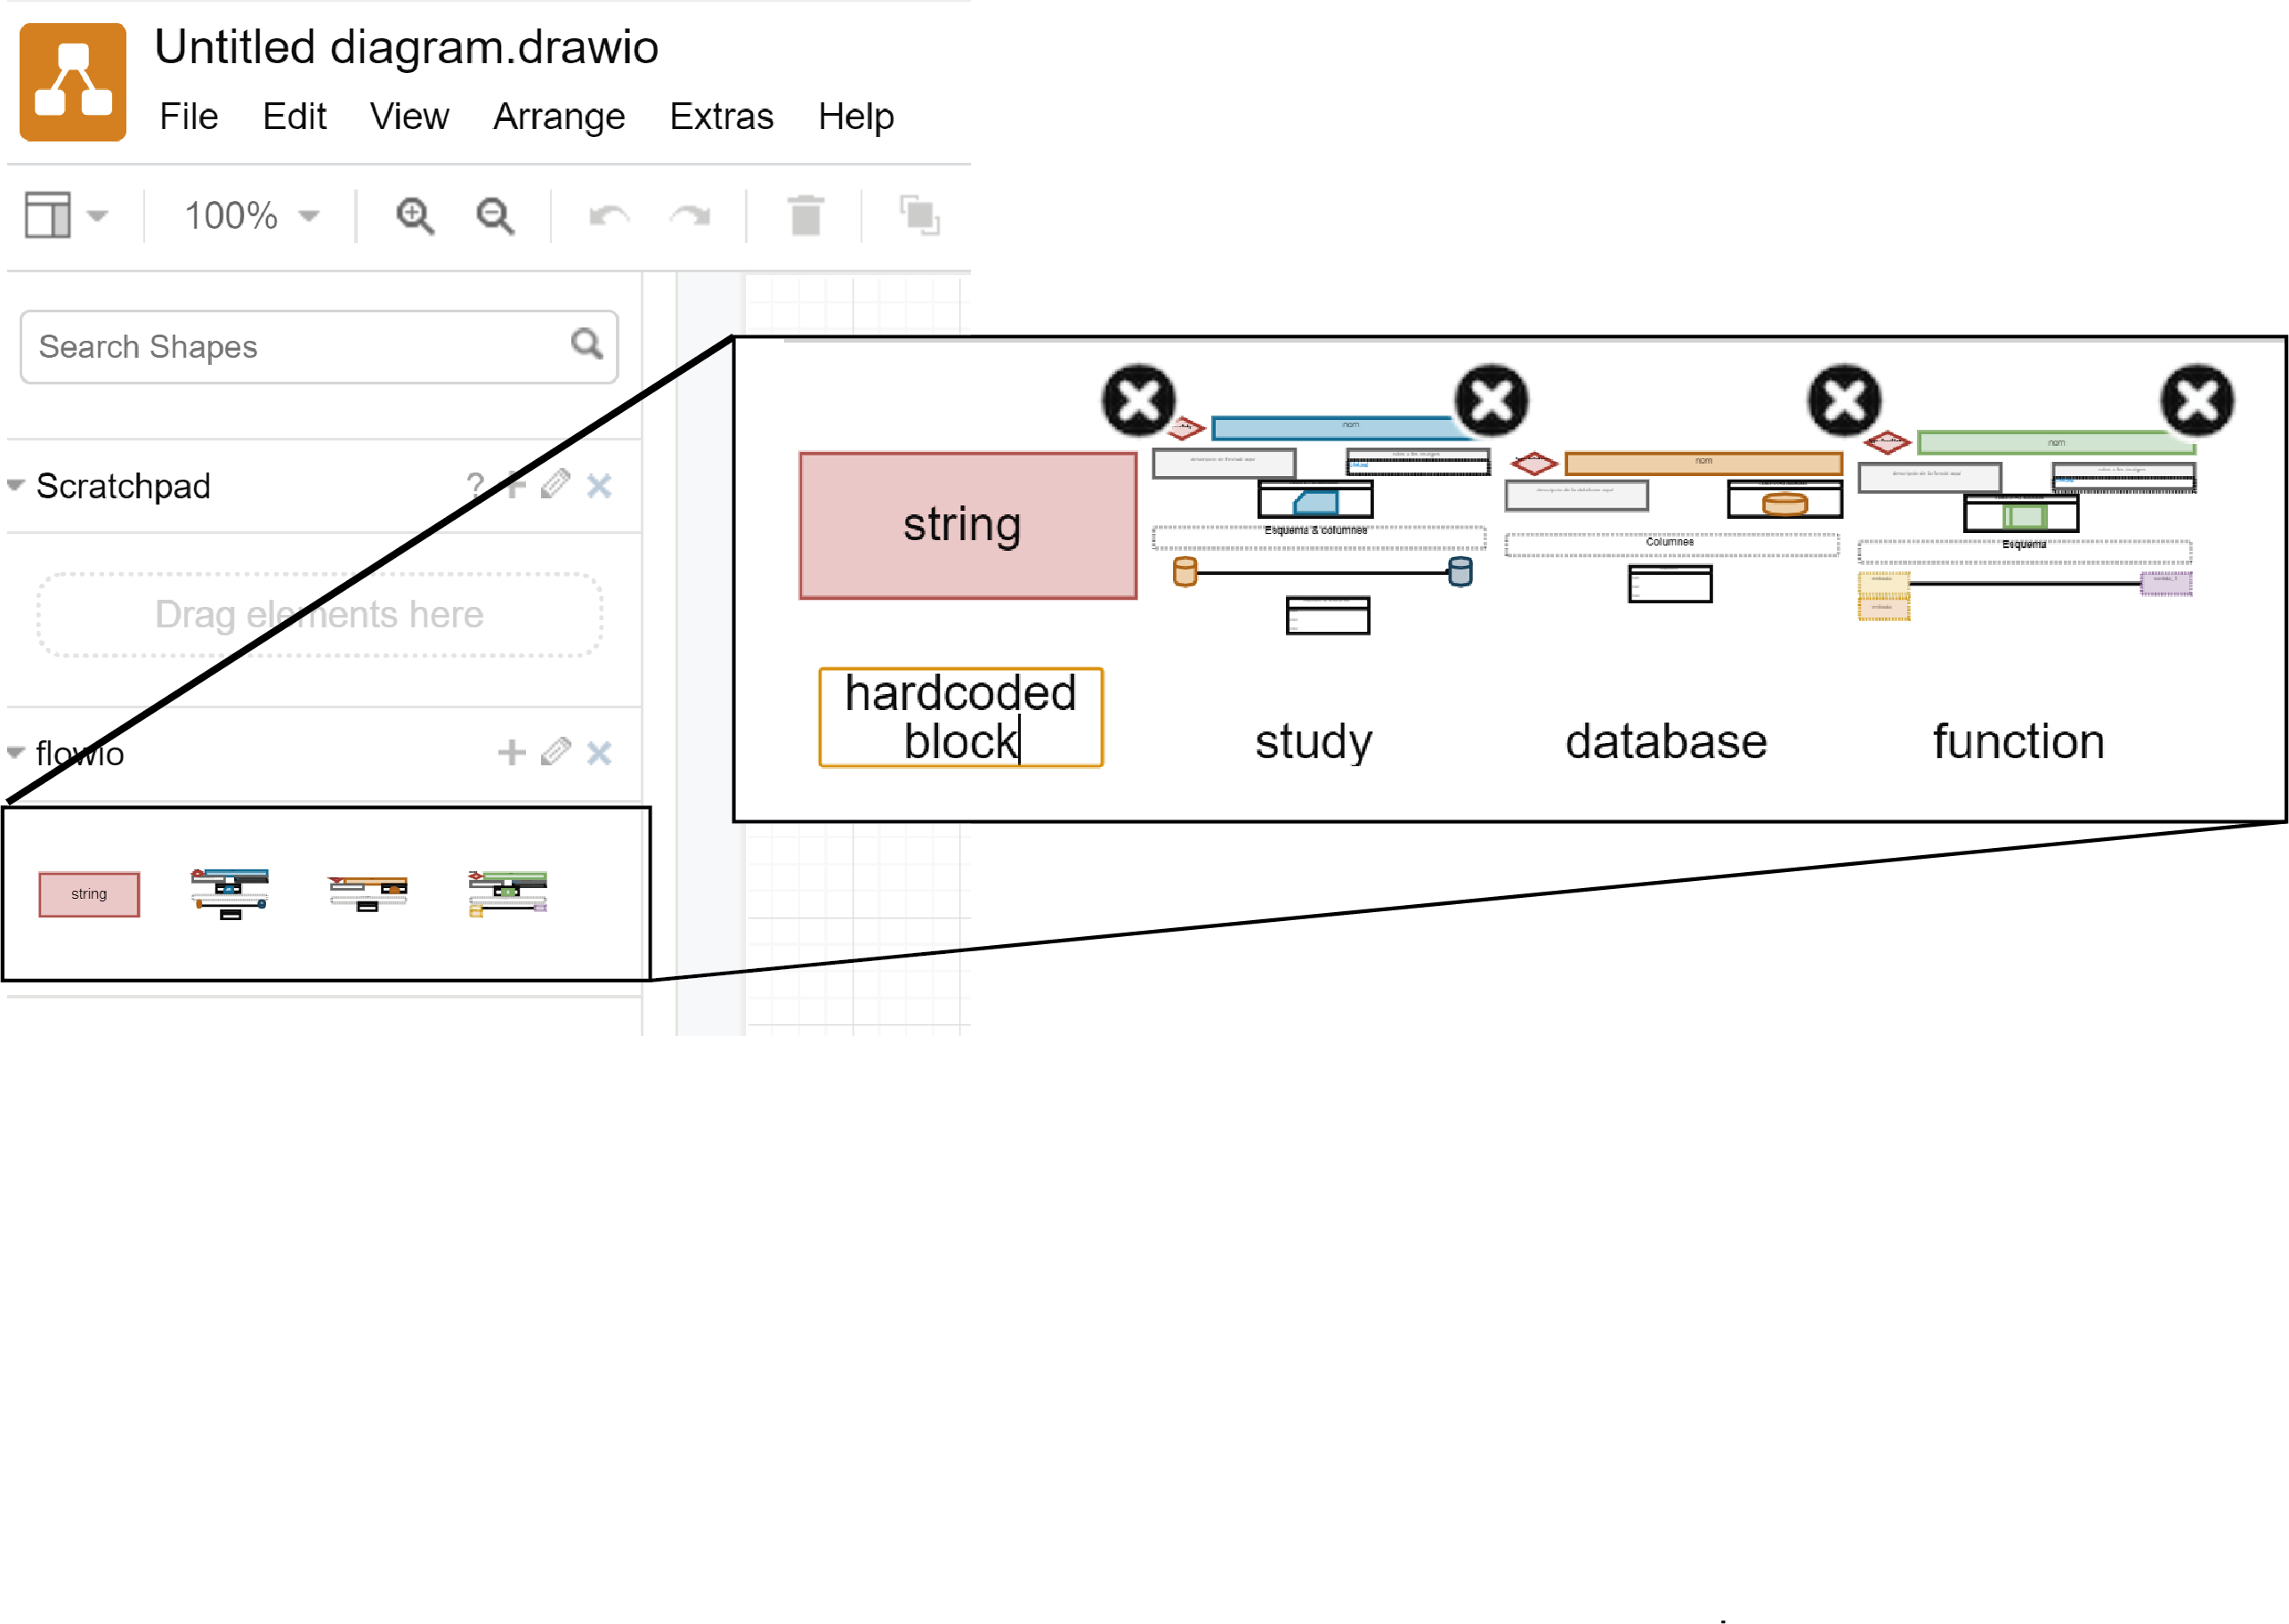 Untitled diagram.drawio
File Edit View Arrange Extras Help
100%
Search Shapes
Scratchpad
?
Drag elements here
flowio
string
string
nom
nom
nom
Esquema & columnes
Columnes
Esquema
hardcoded
block
study
database
function